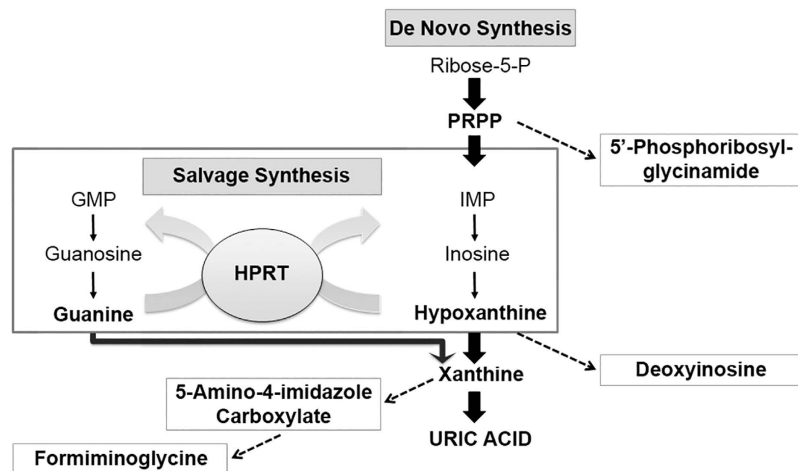 De Novo Synthesis
Ribose-5-P
PRPP
5’-Phosphoribosyl-
glycinamide
Salvage Synthesis
GMP
IMP
Guanosine
HPRT
Inosine
Guanine
Hypoxanthine
Xanthine
Deoxyinosine
5-Amino-4-imidazole
Carboxylate
URIC ACID
Formiminoglycine